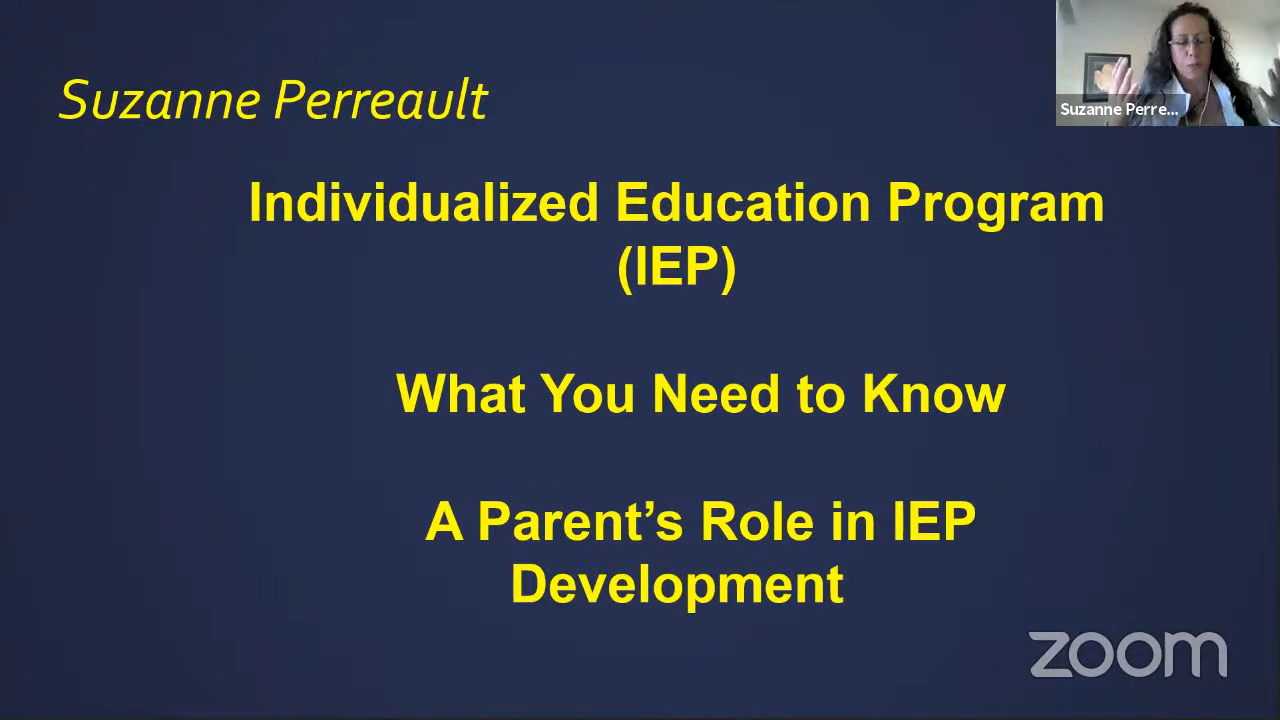 Suzanne Perreault
Suzanne Perre...
Individualized Education Program
(IEP)
What You Need to Know
A Parent’s Role in IEP
Development
zoom